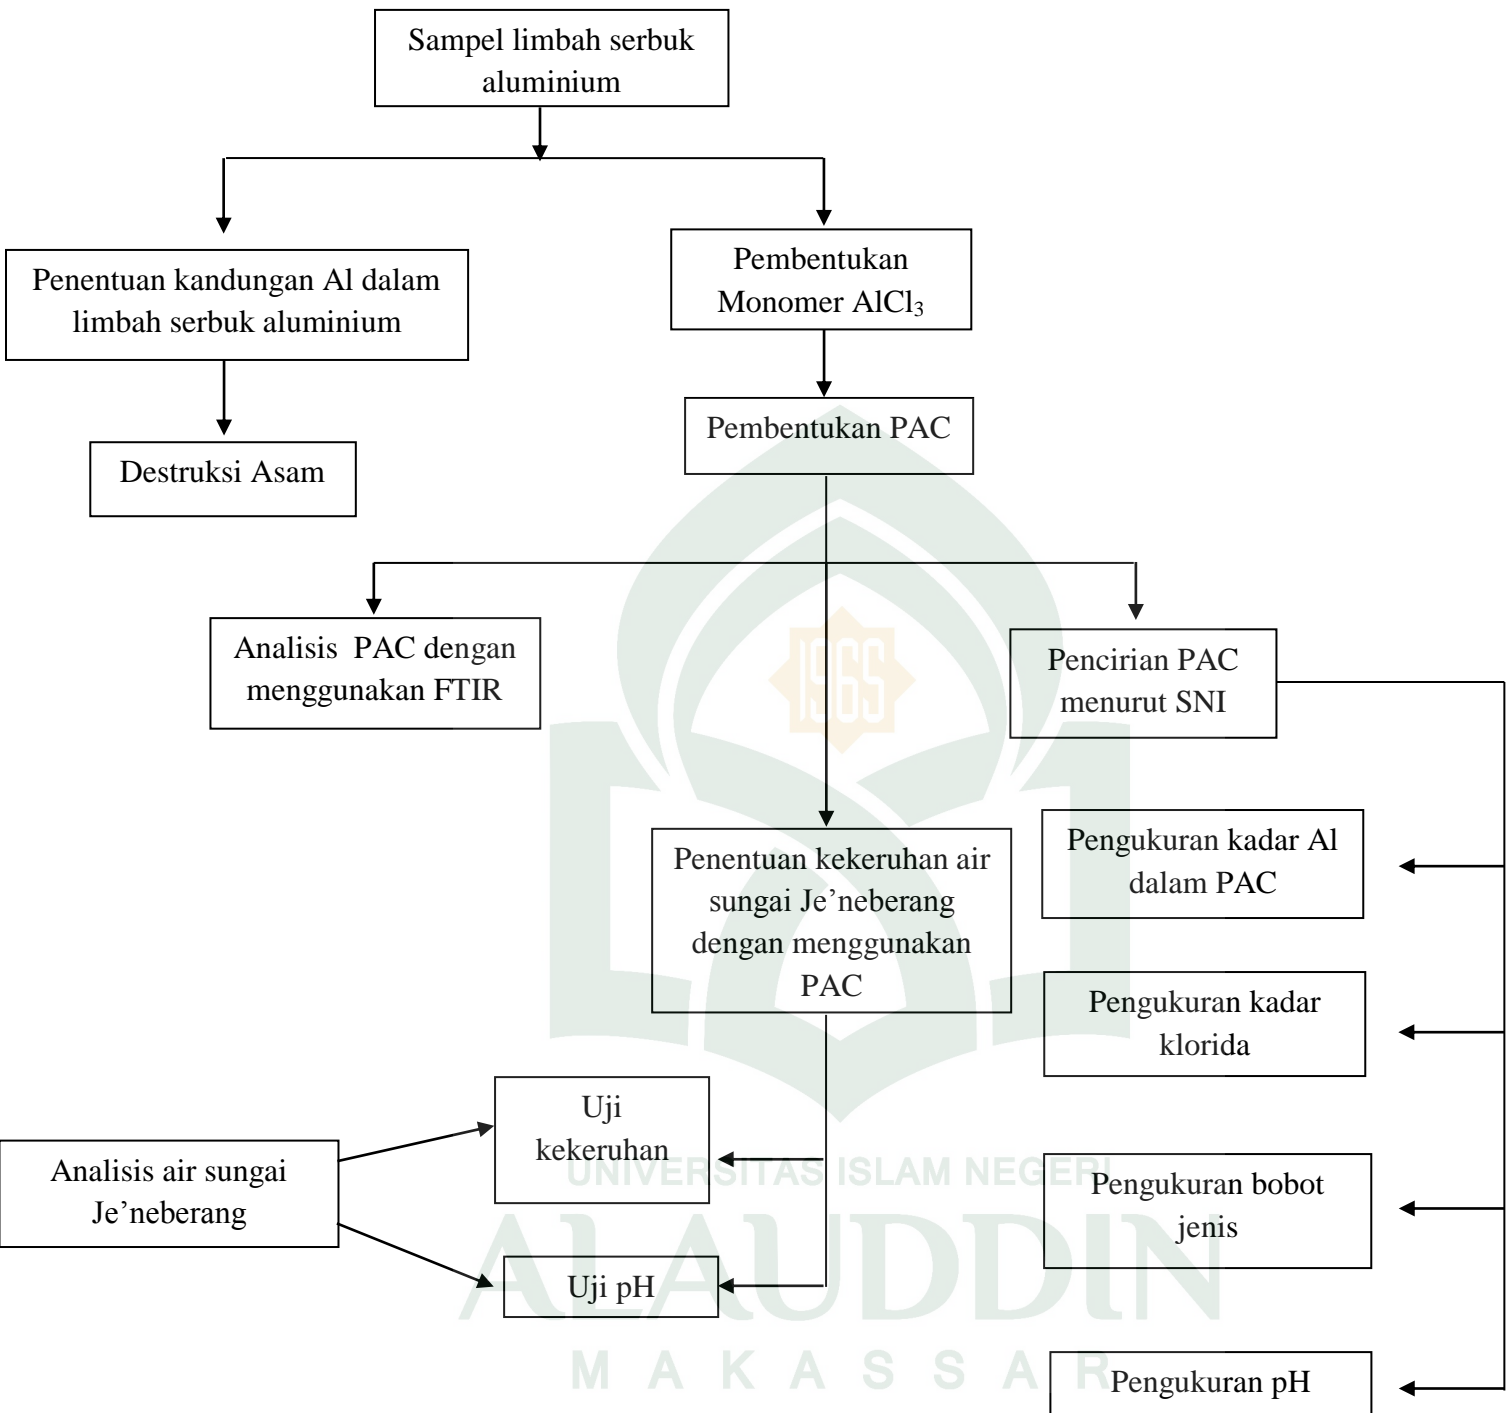 Sampel limbah serbuk
aluminium
Penentuan kandungan Al dalam
limbah serbuk aluminium
Pembentukan
Monomer AlCl₃
Destruksi Asam
Pembentukan PAC
Analisis PAC dengan
menggunakan FTIR
1965
Pencirian PAC
menurut SNI
Penentuan kekeruhan air
sungai Je’neberang
dengan menggunakan
PAC
Pengukuran kadar Al
dalam PAC
Pengukuran kadar
klorida
Uji
kekeruhan
Analisis air sungai
Je’neberang
Pengukuran bobot
jenis
Uji pH
Pengukuran pH
UNIVERSITAS ISLAM NEGERI
ALAUDDIN
MAKASSAR